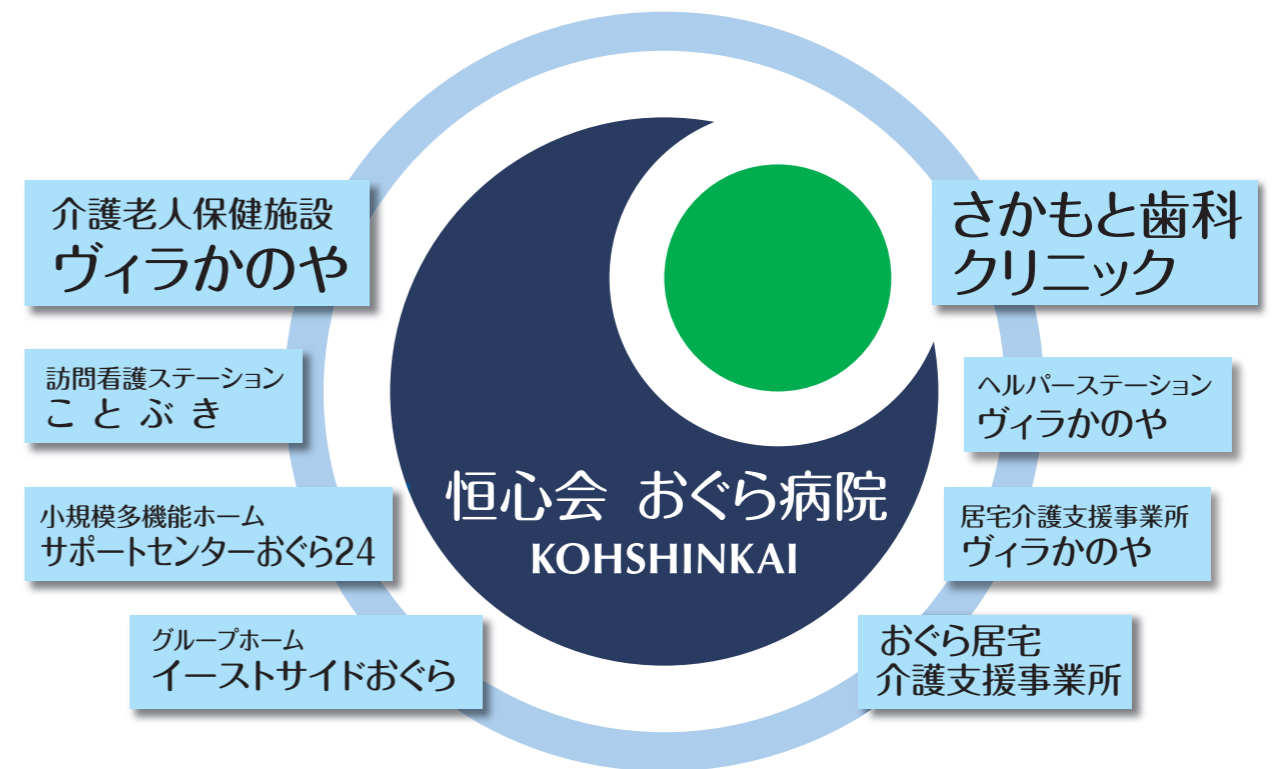 介護老人保健施設
ヴィラかのや
訪問看護ステーション
ことぶき
小規模多機能ホーム
サポートセンターおぐら24
グループホーム
イーストサイドおぐら
恒心会 おぐら病院
KOHSHINKAI
さかもと歯科
クリニック
ヘルパーステーション
ヴィラかのや
居宅介護支援事業所
ヴィラかのや
おぐら居宅
介護支援事業所